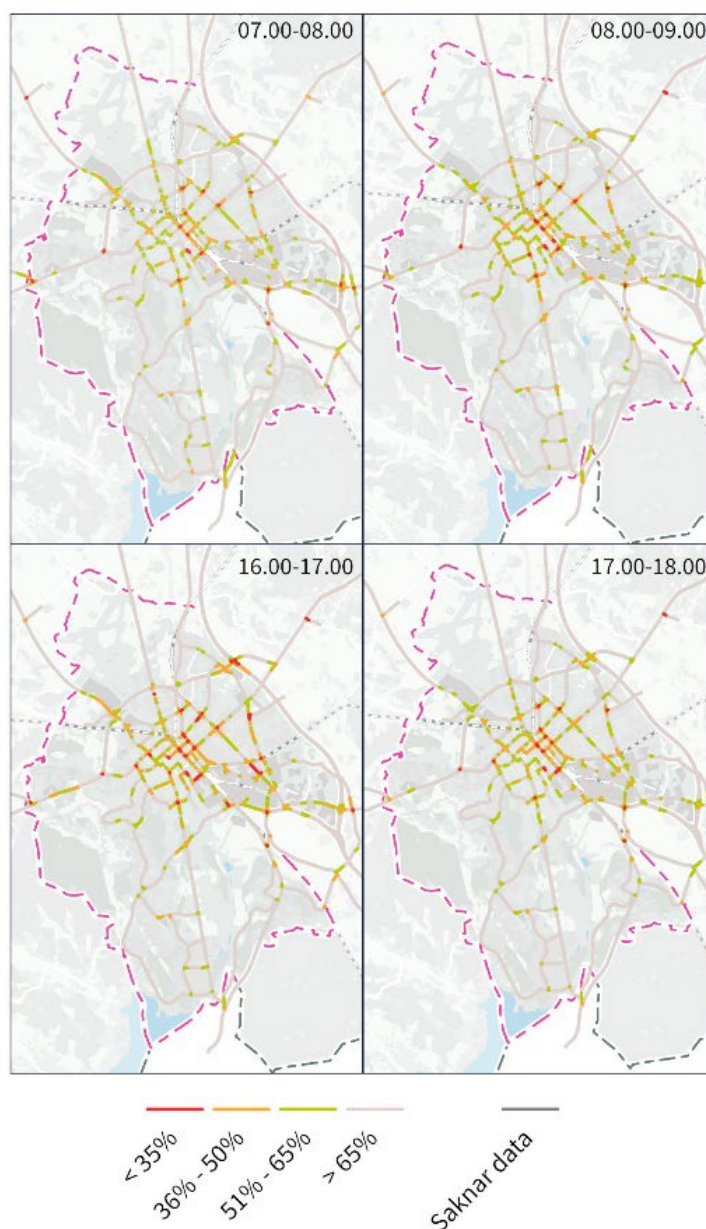 07.00-08.00
08.00-09.00
16.00-17.00
17.00-18.00
< 35%
36% - 50%
51% - 65%
> 65%
Saknar data